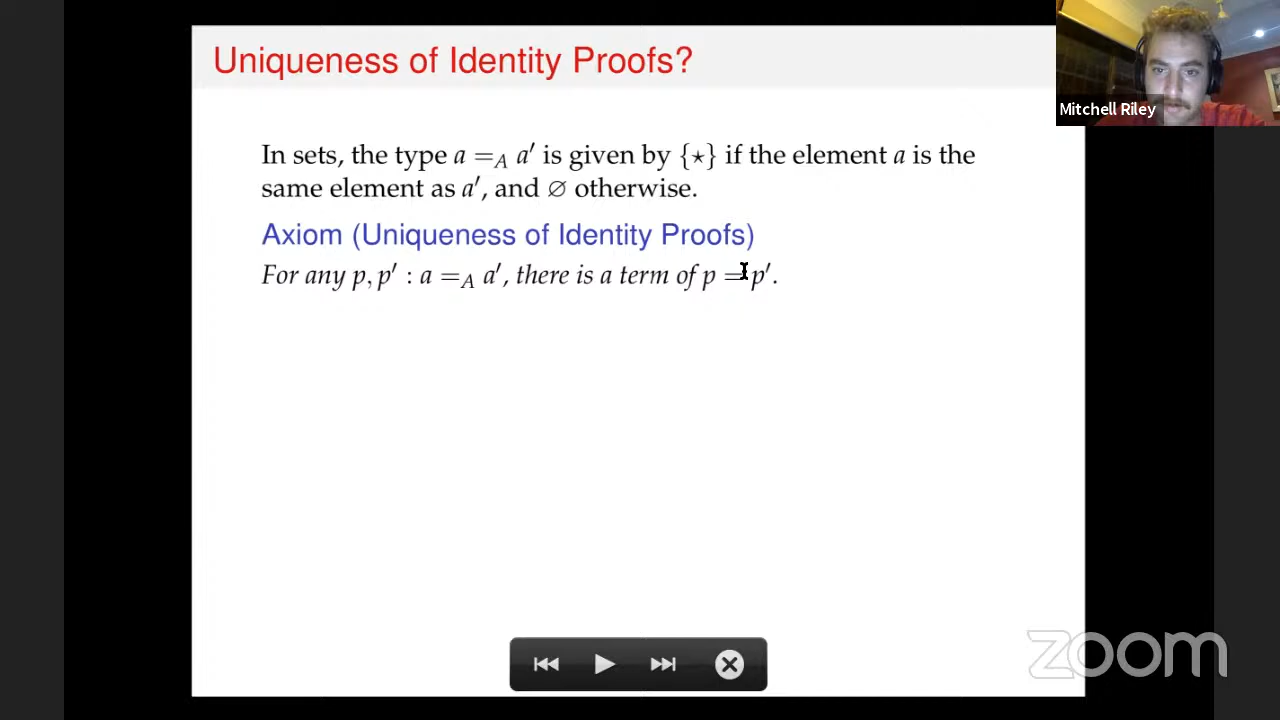 Uniqueness of Identity Proofs?
Mitchell Riley
In sets, the type a =_A a′ is given by {⋆} if the element a is the
same element as a′, and ∅ otherwise.
Axiom (Uniqueness of Identity Proofs)
For any p, p′ : a =_A a′, there is a term of p = p′.
zoom